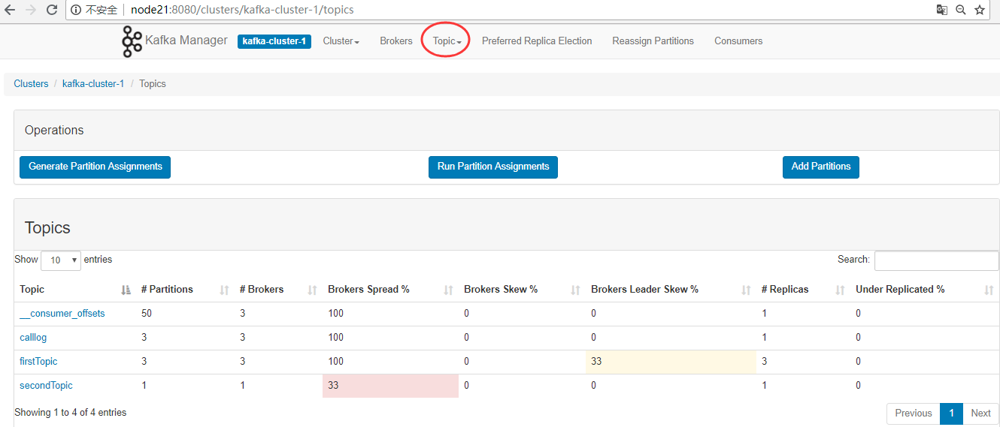 不安全 node21:8080/clusters/kafka-cluster-1/topics
Kafka Manager kafka-cluster-1 Cluster Brokers Topic Preferred Replica Election Reassign Partitions Consumers
Clusters / kafka-cluster-1 / Topics
Operations
Generate Partition Assignments Run Partition Assignments Add Partitions
Topics
Show 10 entries Search:
Topic # Partitions # Brokers Brokers Spread % Brokers Skew % Brokers Leader Skew % # Replicas Under Replicated %
__consumer_offsets 50 3 100 0 0 1 0
calllog 3 3 100 0 0 1 0
firstTopic 3 3 100 0 33 3 0
secondTopic 1 1 33 0 0 1 0
Showing 1 to 4 of 4 entries Previous 1 Next